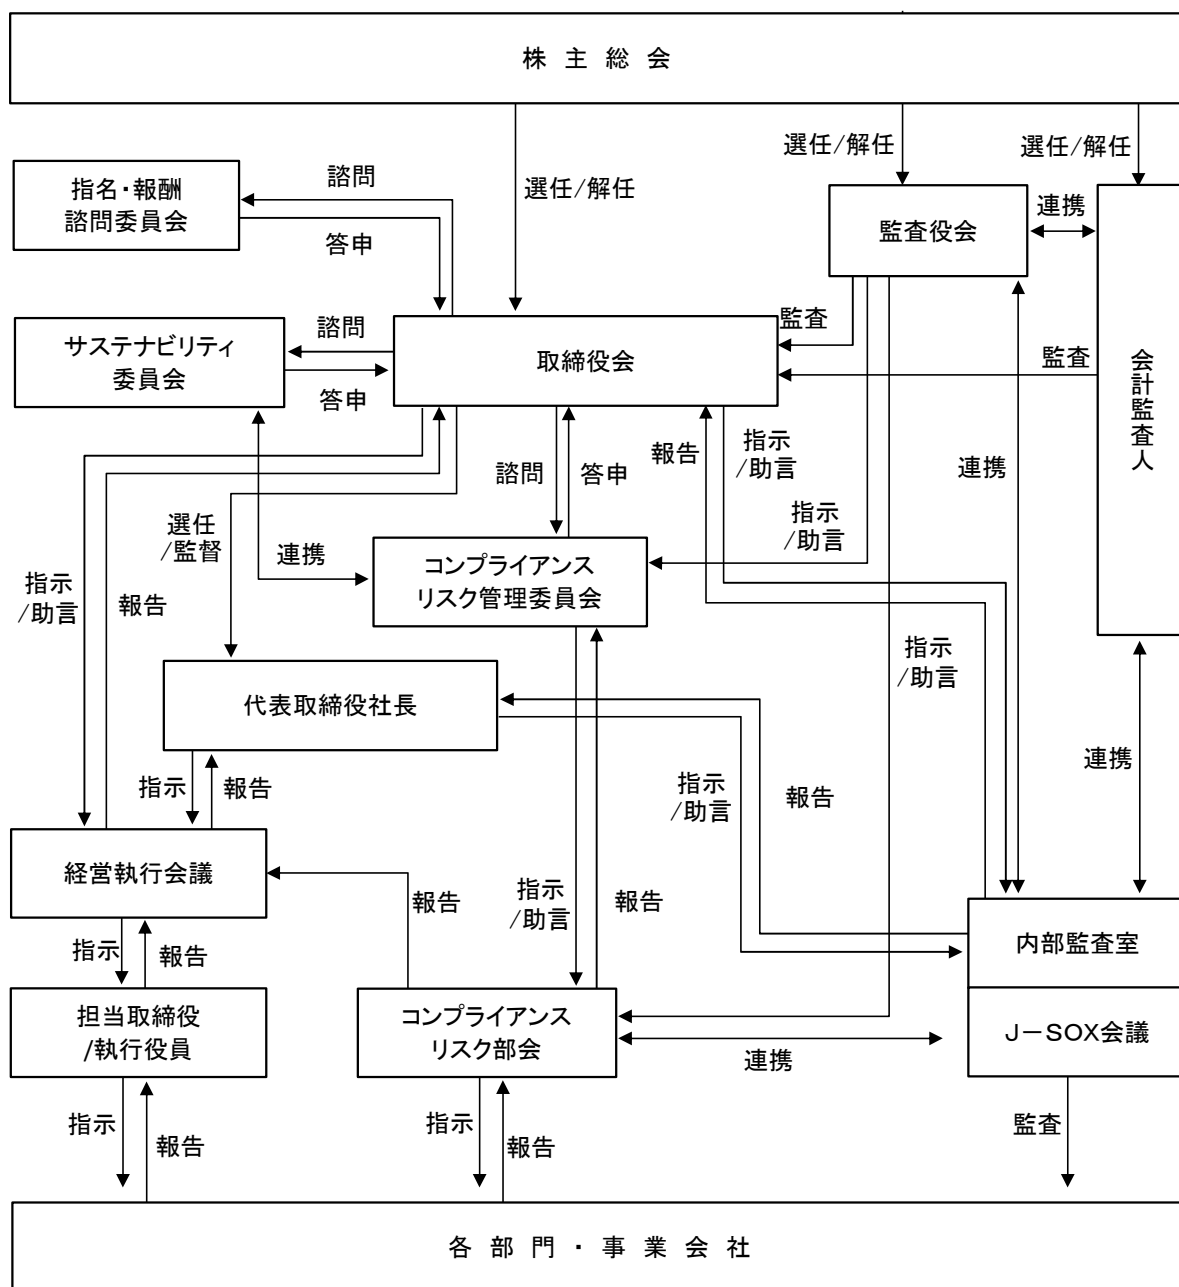 株主総会
選任/解任
選任/解任
選任/解任
指名・報酬
諮問委員会
諮問
答申
監査役会
連携
会計監査人
サステナビリティ
委員会
諮問
答申
取締役会
監査
監査
指示
/助言
報告
選任
/監督
連携
諮問
答申
報告
指示
/助言
指示
/助言
連携
コンプライアンス
リスク管理委員会
指示
/助言
代表取締役社長
指示
報告
指示
/助言
報告
連携
経営執行会議
報告
指示
/助言
報告
内部監査室
指示
報告
担当取締役
/執行役員
コンプライアンス
リスク部会
連携
J-SOX会議
指示
報告
指示
報告
監査
各部門・事業会社